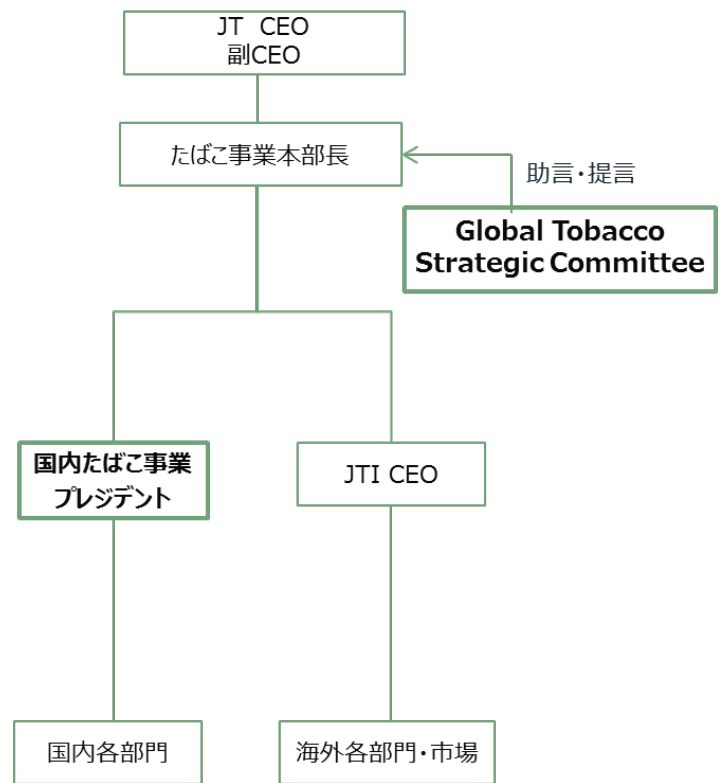 JT CEO
副CEO
たばこ事業本部長
助言・提言
Global Tobacco
Strategic Committee
国内たばこ事業
プレジデント
JTI CEO
国内各部門
海外各部門・市場